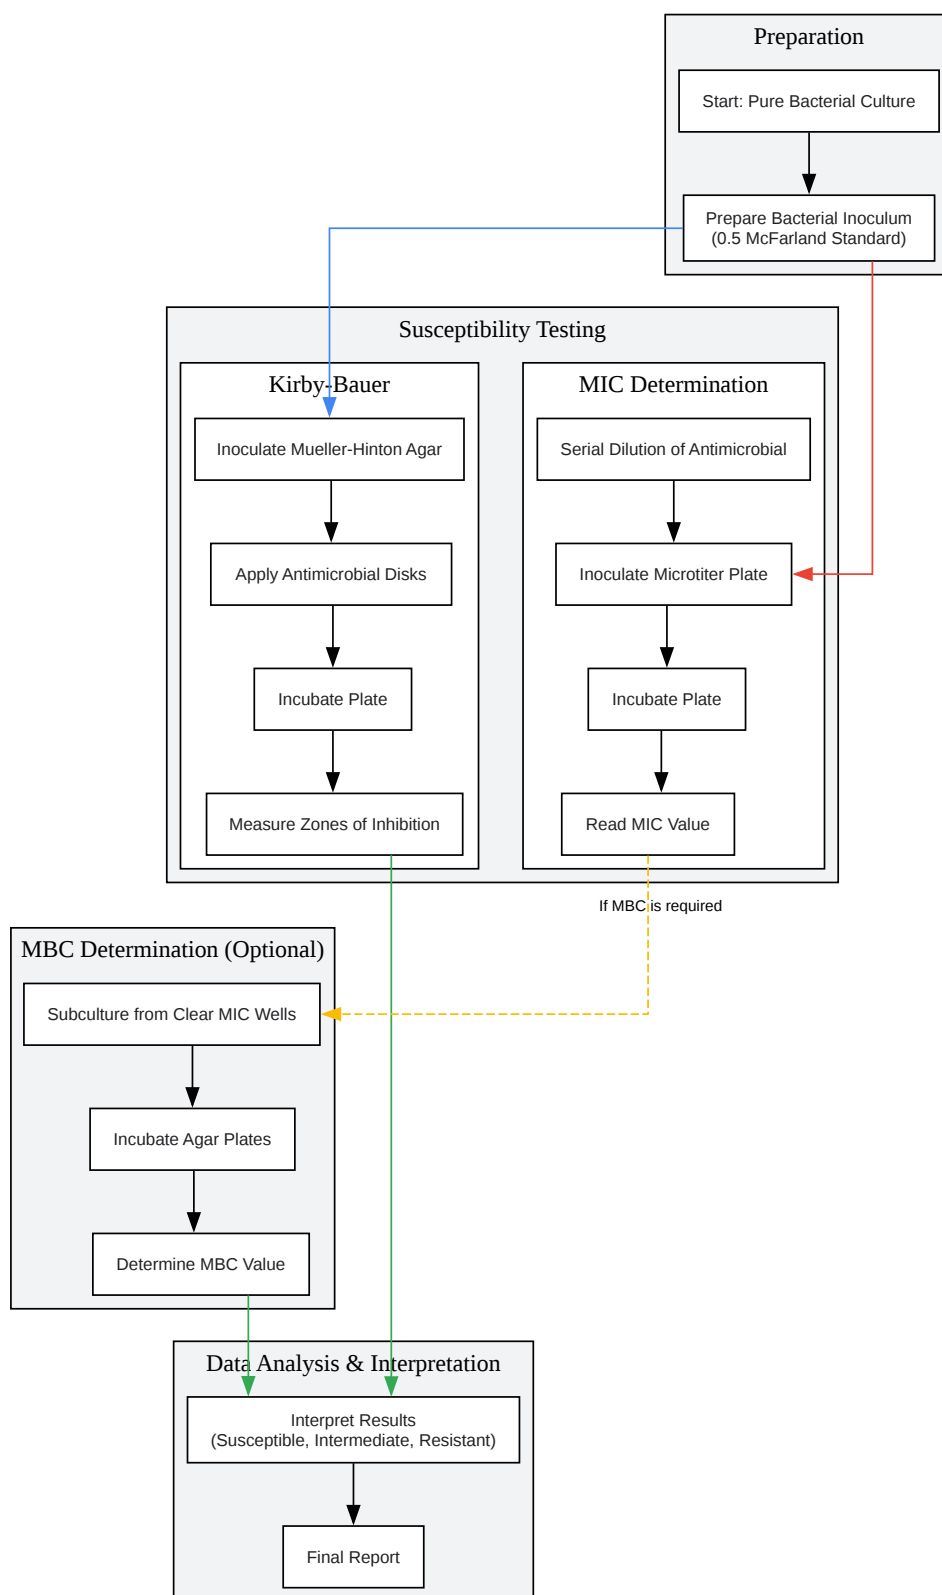 Preparation
Start: Pure Bacterial Culture
Prepare Bacterial Inoculum
(0.5 McFarland Standard)
Susceptibility Testing
Kirby-Bauer
Inoculate Mueller-Hinton Agar
Apply Antimicrobial Disks
Incubate Plate
Measure Zones of Inhibition
MIC Determination
Serial Dilution of Antimicrobial
Inoculate Microtiter Plate
Incubate Plate
Read MIC Value
If MBC is required
MBC Determination (Optional)
Subculture from Clear MIC Wells
Incubate Agar Plates
Determine MBC Value
Data Analysis & Interpretation
Interpret Results
(Susceptible, Intermediate, Resistant)
Final Report